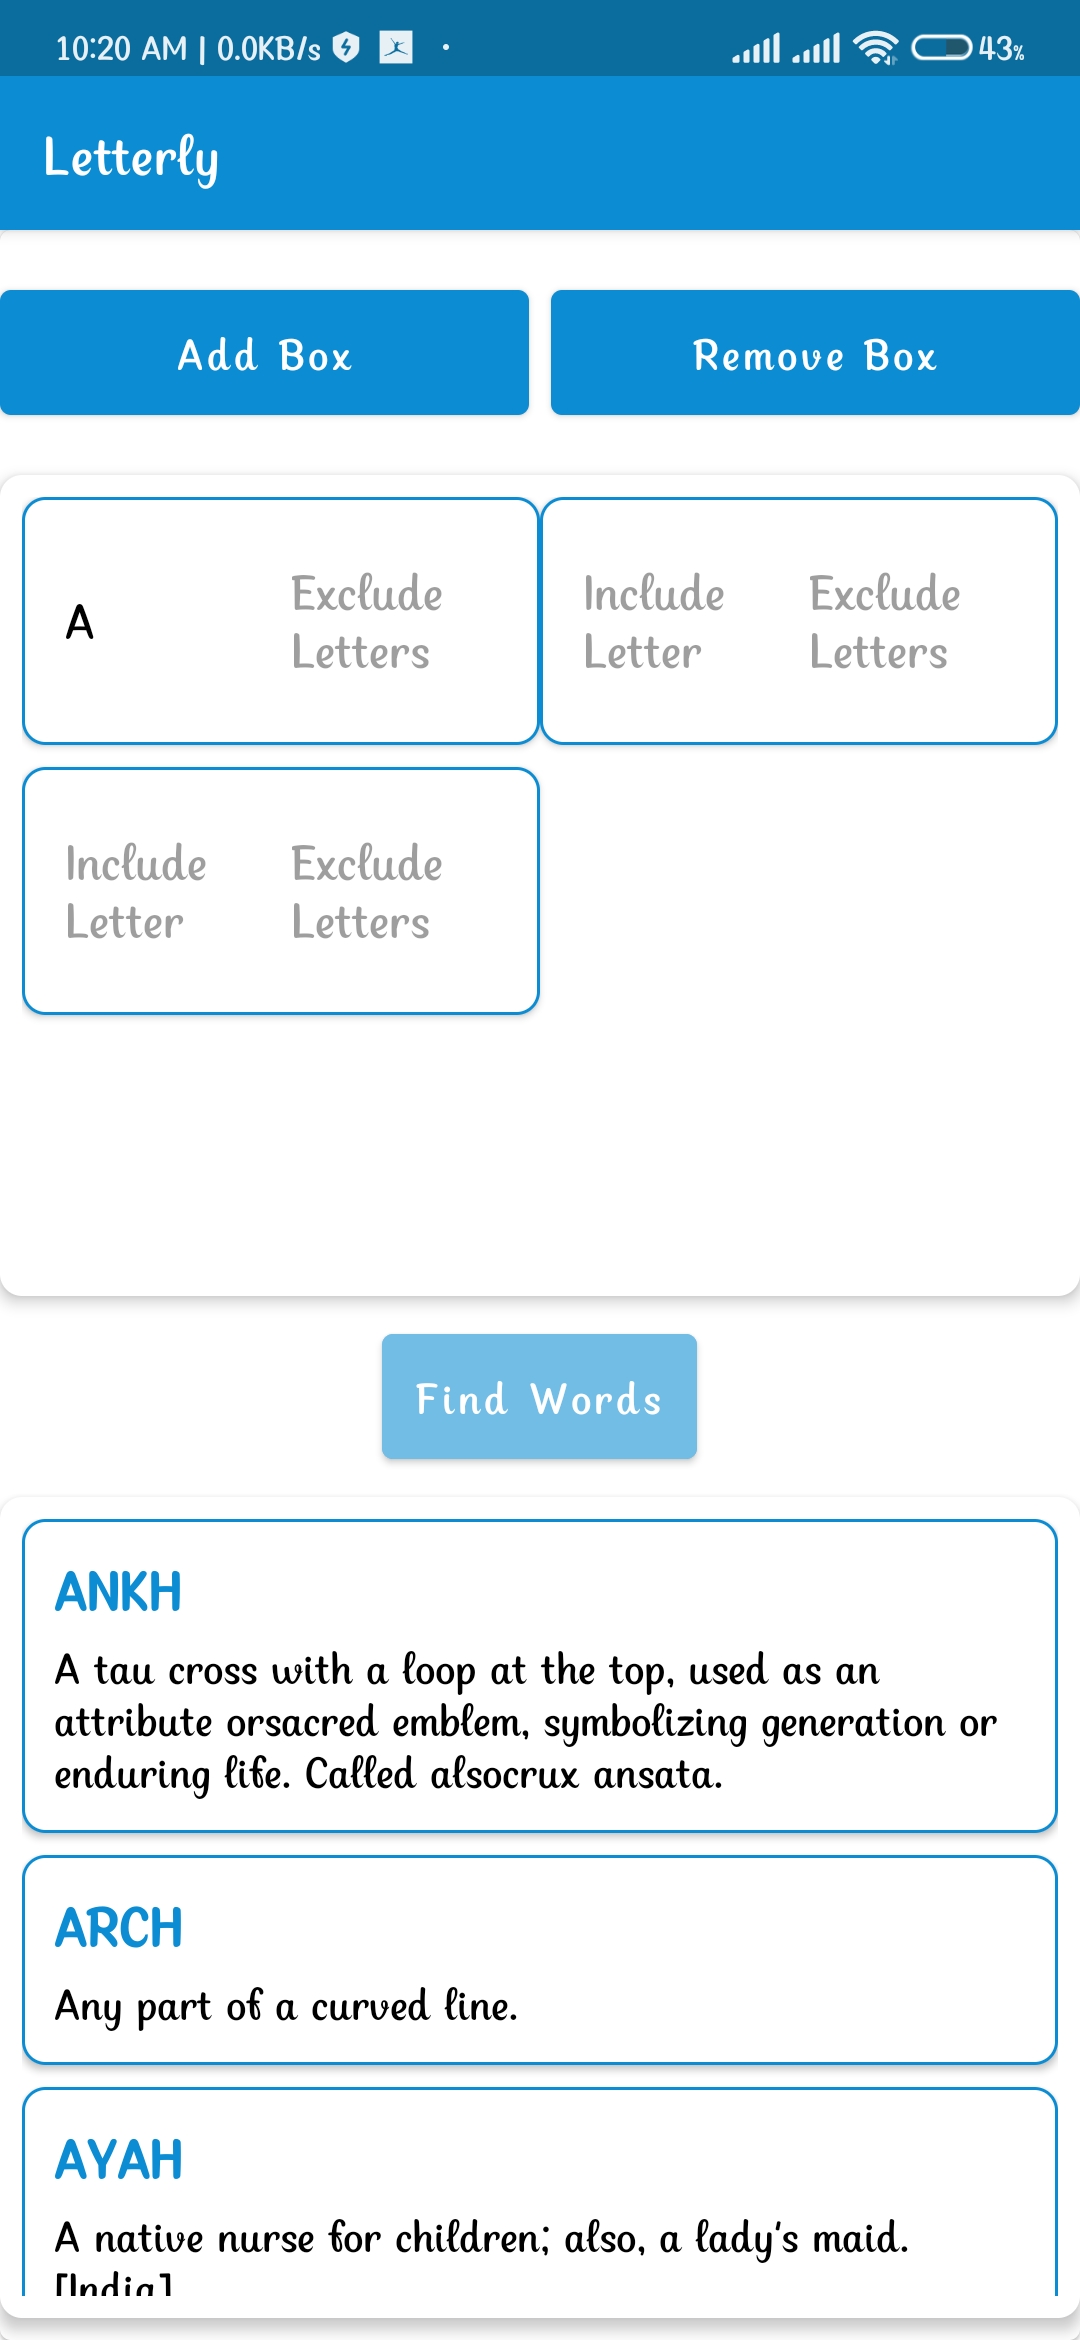 10:20 AM | 0.0KB/s
43%
Letterly
Add Box
Remove Box
A
Exclude
Letters
Include
Letter
Exclude
Letters
Include
Letter
Exclude
Letters
Find Words
ANKH
A tau cross with a loop at the top, used as an
attribute orsacred emblem, symbolizing generation or
enduring life. Called alsocrux ansata.
ARCH
Any part of a curved line.
AYAH
A native nurse for children; also, a lady's maid.
[India]